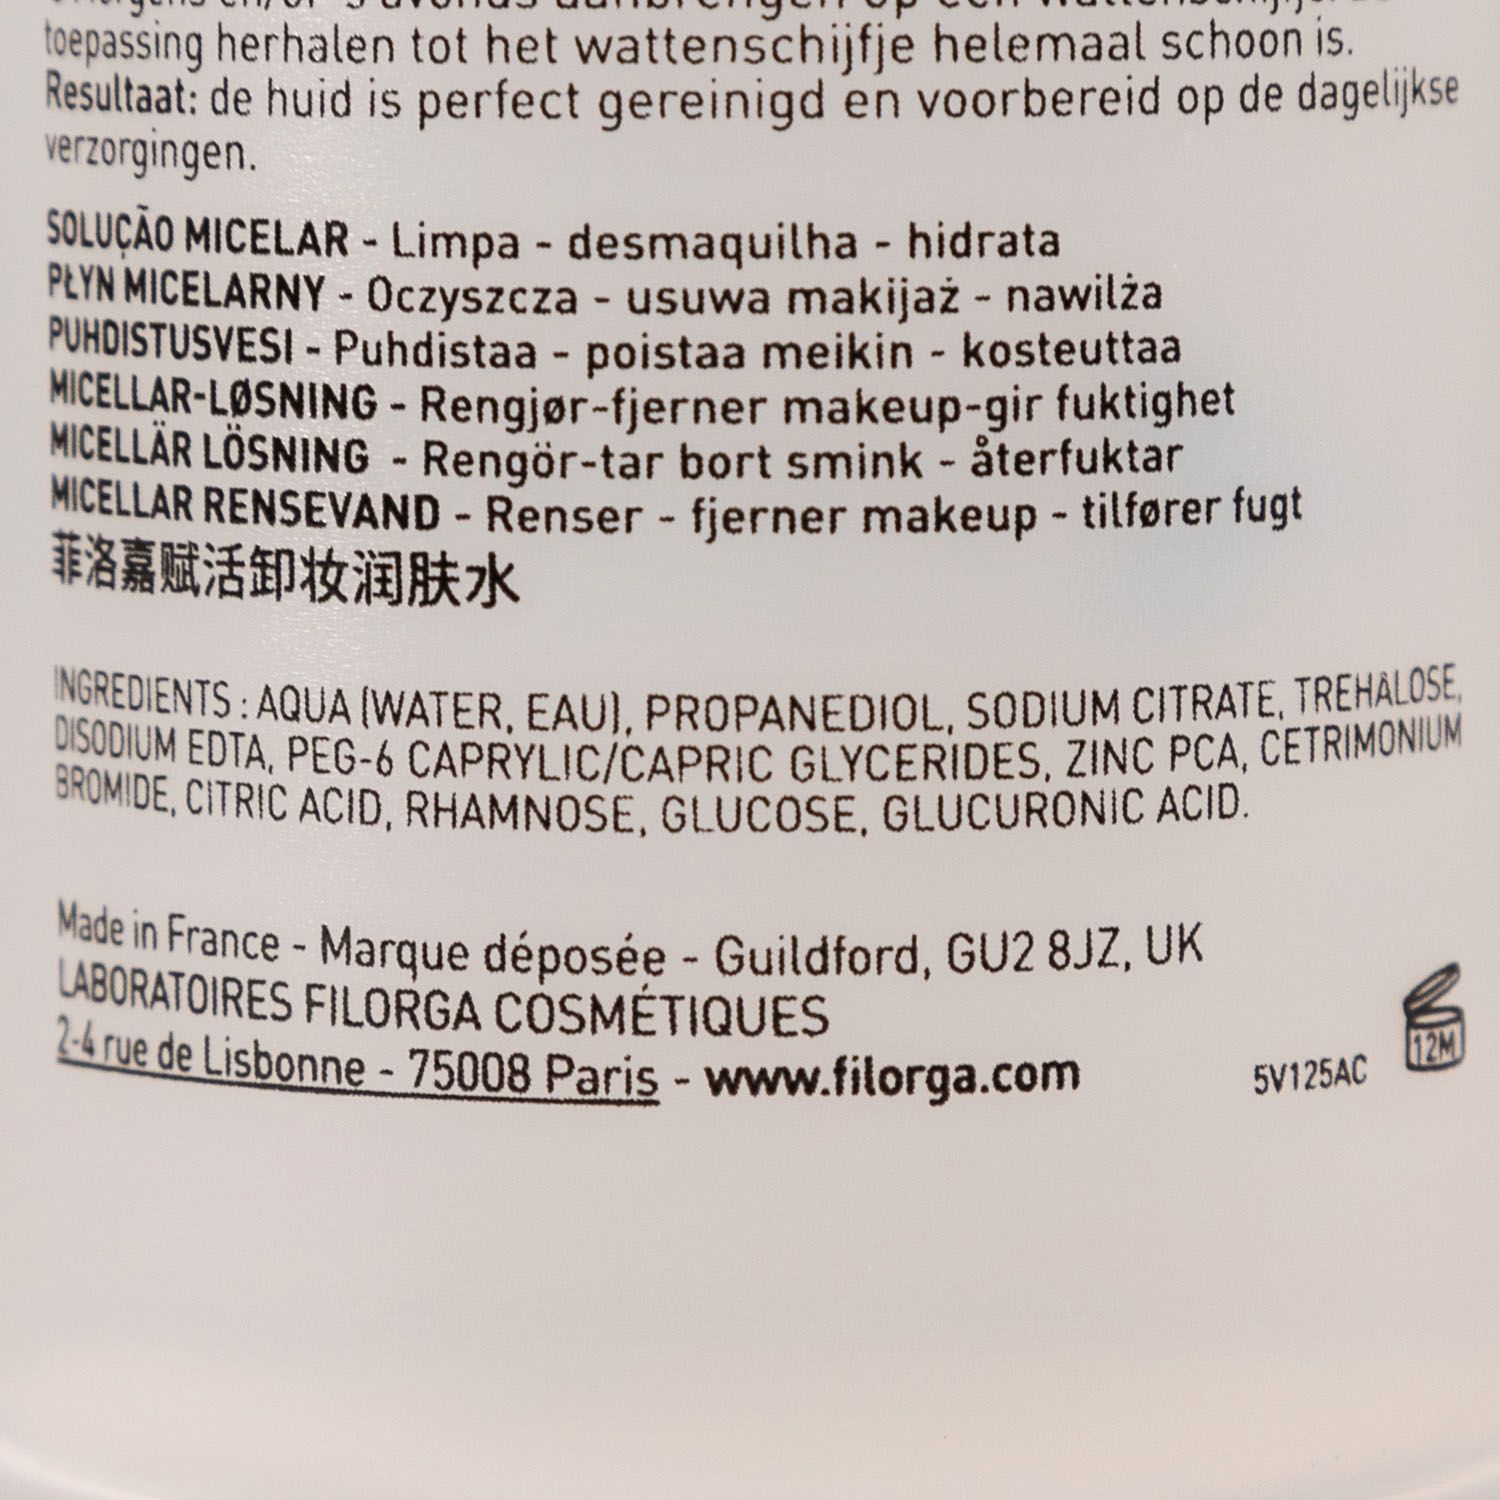 toepassing herhalen tot het wattenschijfje helemaal schoon is.
Resultaat: de huid is perfect gereinigd en voorbereid op de dagelijkse
verzorgingen.
SOLUÇÃO MICELAR - Limpa - desmaquilha - hidrata
PŁYN MICELARNY - Oczyszcza - usuwa makijaż - nawilża
PUHDISTUSVESI - Puhdistaa - poistaa meikin - kosteuttaa
MICELLAR-LØSNING - Rengjør-fjerner makeup-gir fuktighet
MICELLÄR LÖSNING - Rengör-tar bort smink - återfuktar
MICELLAR RENSEVAND - Renser - fjerner makeup - tilfører fugt
菲洛嘉赋活卸妆润肤水
INGREDIENTS : AQUA (WATER, EAU), PROPANEDIOL, SODIUM CITRATE, TREHALOSE,
DISODIUM EDTA, PEG-6 CAPRYLIC/CAPRIC GLYCERIDES, ZINC PCA, CETRIMONIUM
BROMIDE, CITRIC ACID, RHAMNOSE, GLUCOSE, GLUCURONIC ACID.
Made in France - Marque déposée - Guildford, GU2 8JZ, UK
LABORATOIRES FILORGA COSMÉTIQUES
2-4 rue de Lisbonne - 75008 Paris - www.filorga.com
5V125AC
12M